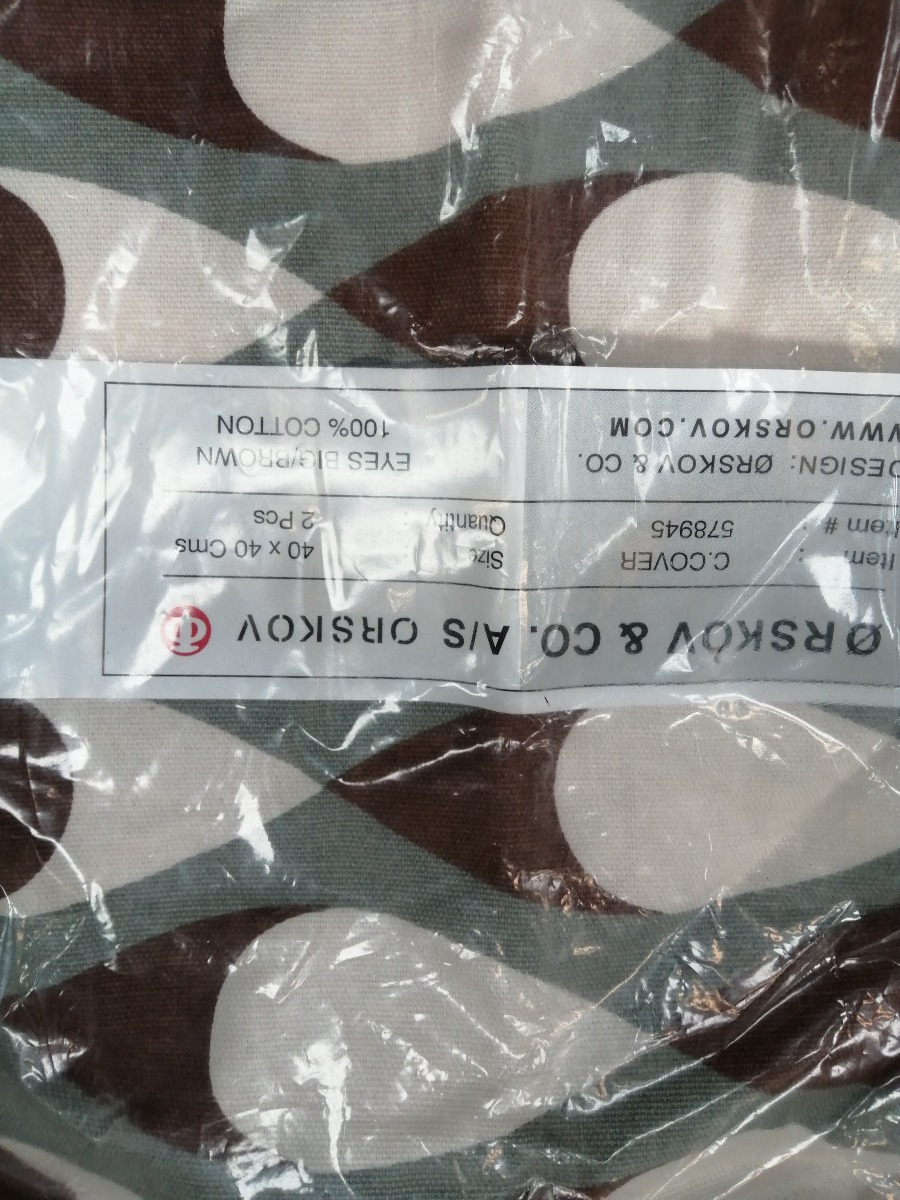 ØRSKOV & CO. A/S ORSKOV
Item : C.COVER Size : 40 x 40 Cms
Item # : 578945 Quantity : 2 Pcs
DESIGN: ØRSKOV & CO. EYES BIG/BROWN
WWW.ORSKOV.COM 100% COTTON